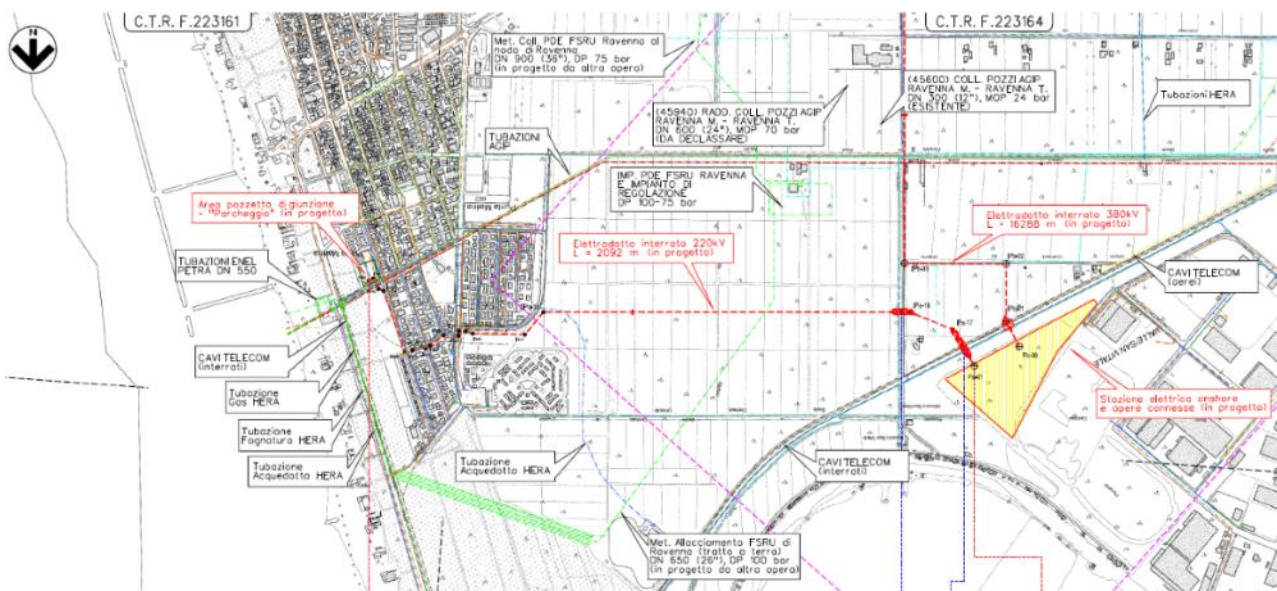 C.T.R. F.223161
C.T.R. F.223164
N
Met. Coll. PDE FSRU Ravenna al
nodo di Ravenna
DN 900 (36"), DP 75 bar
(in progetto da altra opera)
(45940) RADD. COLL. POZZI AGIP
RAVENNA M. - RAVENNA T.
DN 600 (24"), MOP 70 bar
(DA DECLASSARE)
(45600) COLL. POZZI AGIP
RAVENNA M. - RAVENNA T.
DN 300 (12"), MOP 24 bar
(ESISTENTE)
Tubazioni HERA
TUBAZIONI
AGIP
IMP. PDE FSRU RAVENNA
E IMPIANTO DI
REGOLAZIONE
DP 100-75 bar
Area pozzetto di giunzione
- "Parcheggio" (in progetto)
Elettrodotto interrato 220kV
L = 2092 m (in progetto)
Elettrodotto interrato 380kV
L - 16288 m (in progetto)
TUBAZIONI ENEL
PETRA DN 550
CAVI TELECOM
(aerei)
CAVI TELECOM
(interrati)
Tubazione
Gas HERA
Tubazione
Fognatura HERA
Tubazione
Acquedotto HERA
Tubazione
Acquedotto HERA
CAVI TELECOM
(interrati)
Stazione elettrica onshore
e opere connesse (in progetto)
Met. Allacciamento FSRU di
Ravenna (tratto a terra)
DN 650 (26"), DP 100 bar
(in progetto da altra opera)